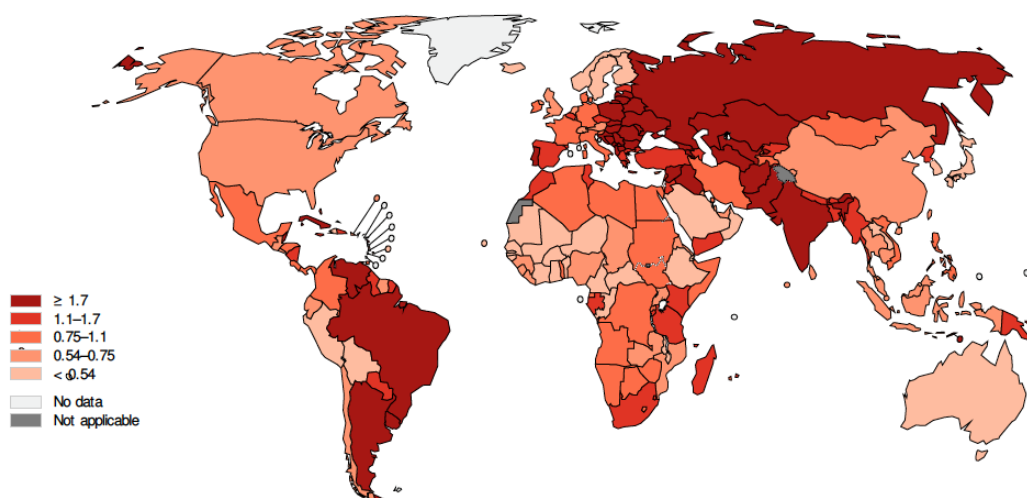 ≥ 1.7
1.1–1.7
0.75–1.1
0.54–0.75
< 0.54
No data
Not applicable